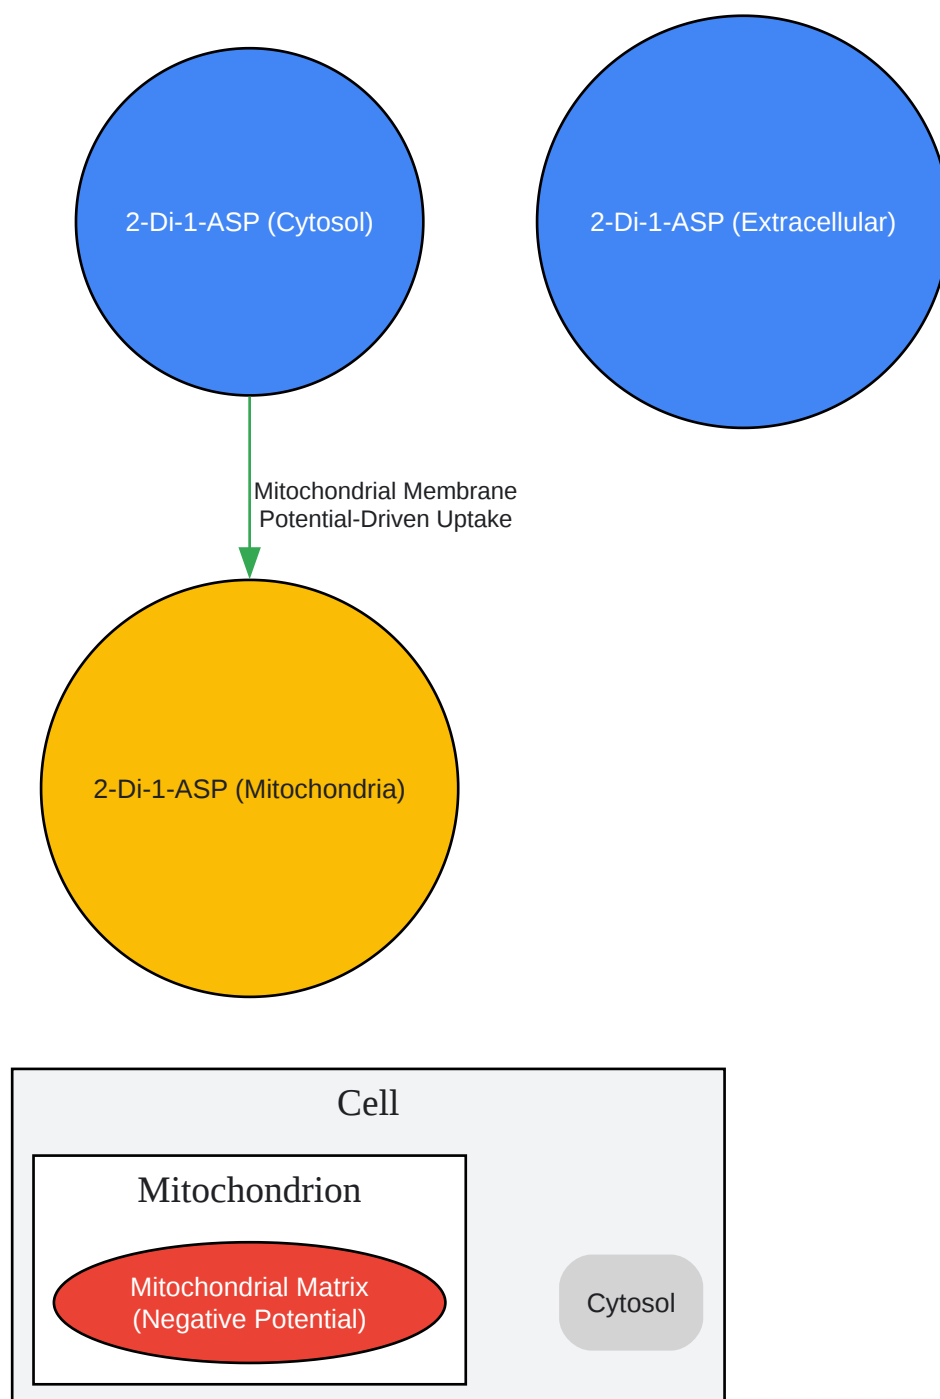 2-Di-1-ASP (Cytosol)
2-Di-1-ASP (Extracellular)
Mitochondrial Membrane
Potential-Driven Uptake
2-Di-1-ASP (Mitochondria)
Cell
Mitochondrion
Mitochondrial Matrix
(Negative Potential)
Cytosol